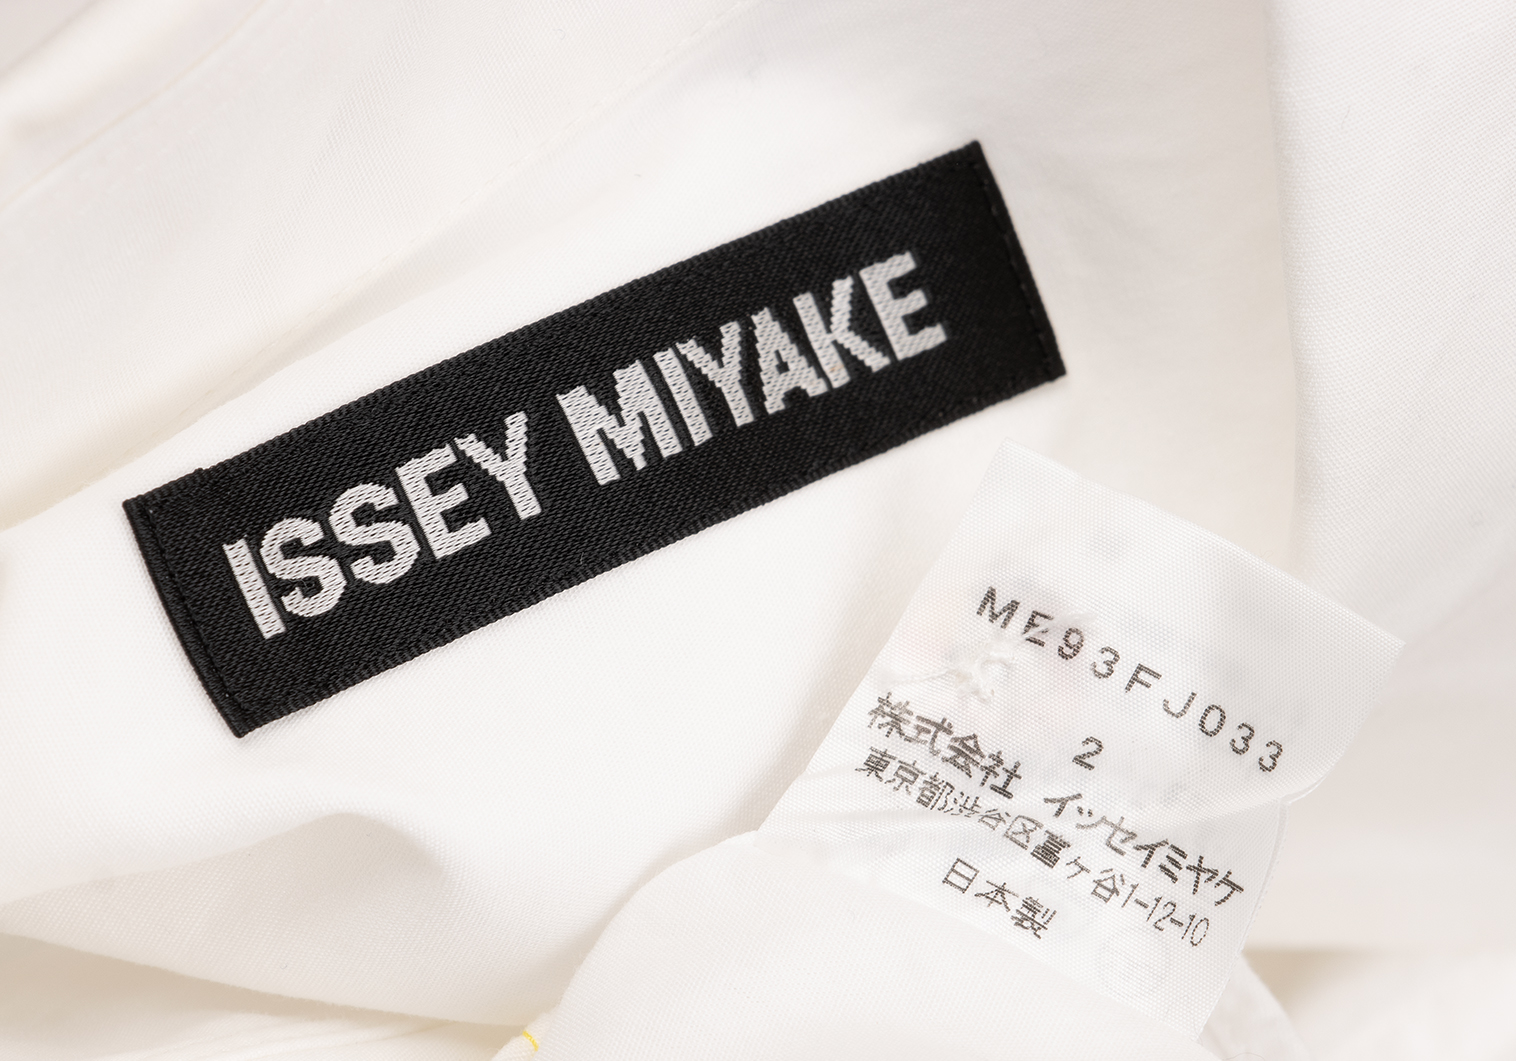 ISSEY MIYAKE
ME93FJ033
2
株式会社 イッセイミヤケ
東京都渋谷区富ヶ谷1-12-10
日本製